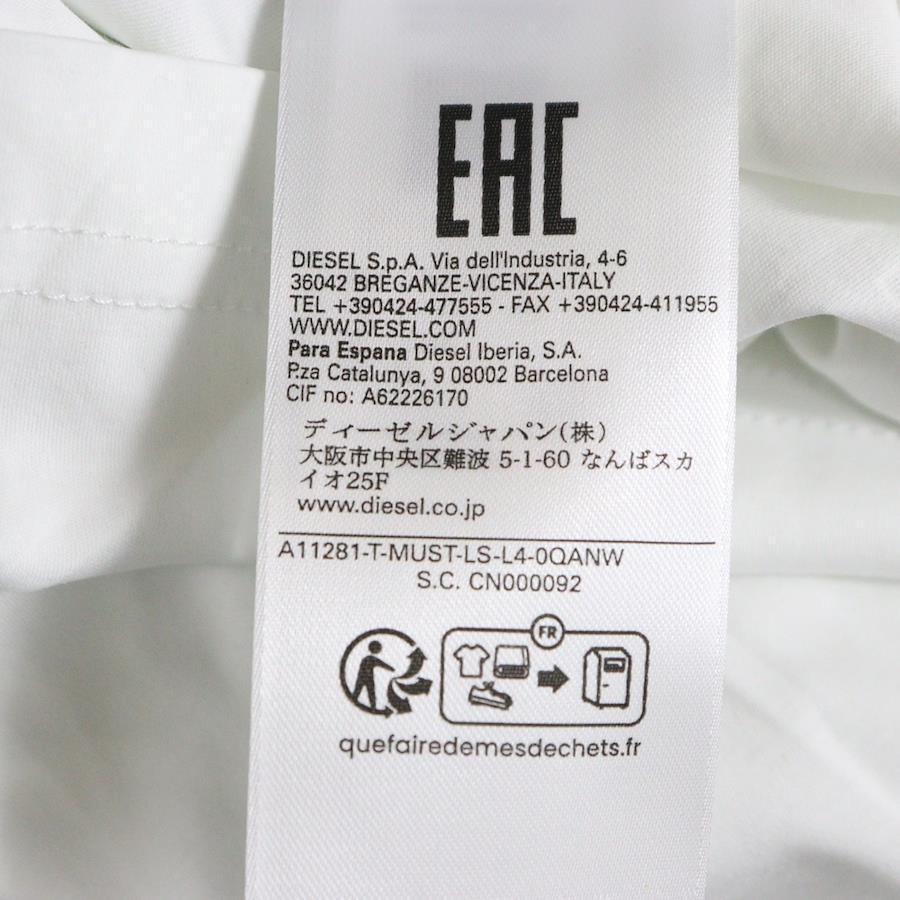 EAC
DIESEL S.p.A. Via dell'Industria, 4-6
36042 BREGANZE-VICENZA-ITALY
TEL +390424-477555 - FAX +390424-411955
WWW.DIESEL.COM
Para Espana Diesel Iberia, S.A.
P.za Catalunya, 9 08002 Barcelona
CIF no: A62226170
ディーゼルジャパン(株)
大阪市中央区難波 5-1-60 なんばスカ
イオ25F
www.diesel.co.jp
A11281-T-MUST-LS-L4-0QANW
S.C. CN000092
FR
quefairedemesdechets.fr